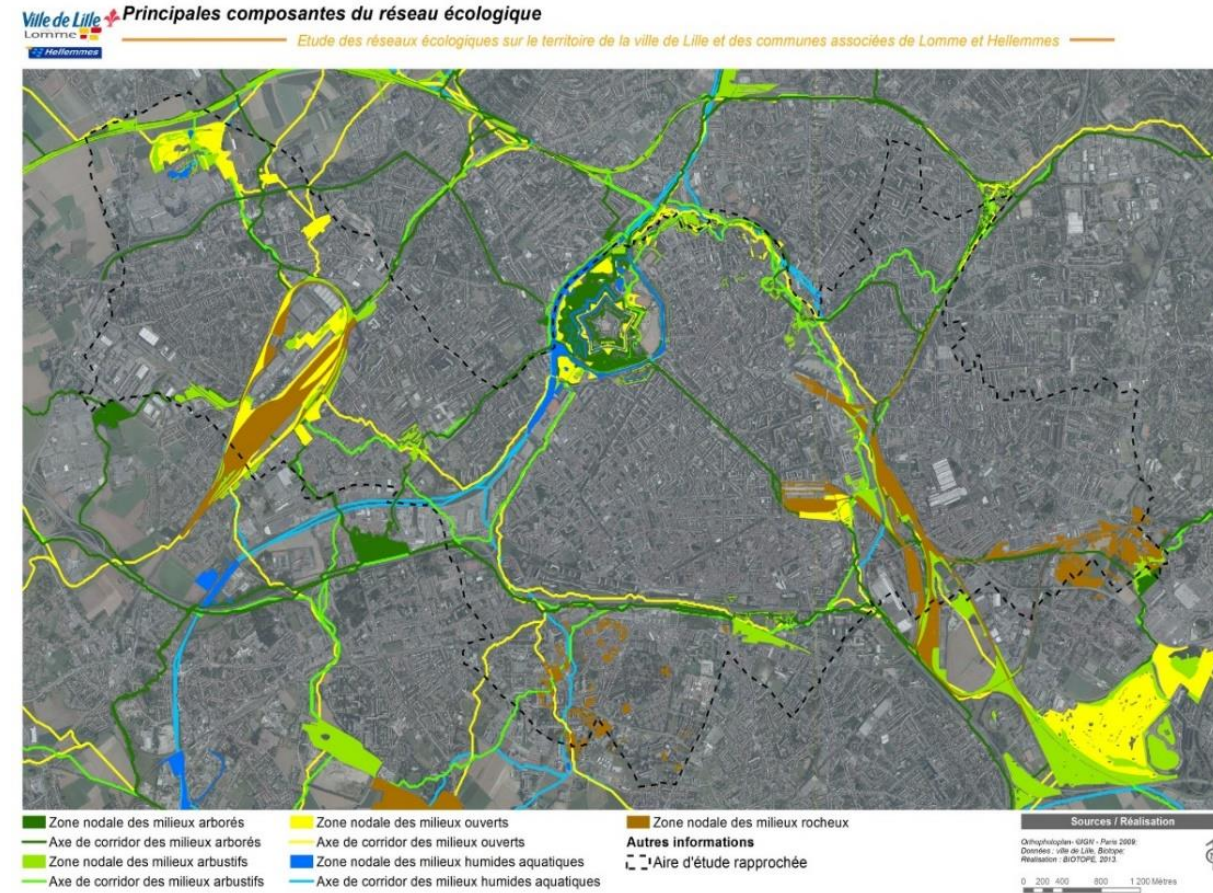 Ville de Lille
Lomme
Hellemmes
Principales composantes du réseau écologique
Etude des réseaux écologiques sur le territoire de la ville de Lille et des communes associées de Lomme et Hellemmes
Zone nodale des milieux arborés
Axe de corridor des milieux arborés
Zone nodale des milieux arbustifs
Axe de corridor des milieux arbustifs
Zone nodale des milieux ouverts
Axe de corridor des milieux ouverts
Zone nodale des milieux humides aquatiques
Axe de corridor des milieux humides aquatiques
Zone nodale des milieux rocheux
Autres informations
Aire d'étude rapprochée
Sources / Réalisation
Orthophotoplan- ©IGN - Paris 2009;
Données : ville de Lille, Biotope;
Réalisation : BIOTOPE, 2013.
0 200 400 800 1 200 Mètres